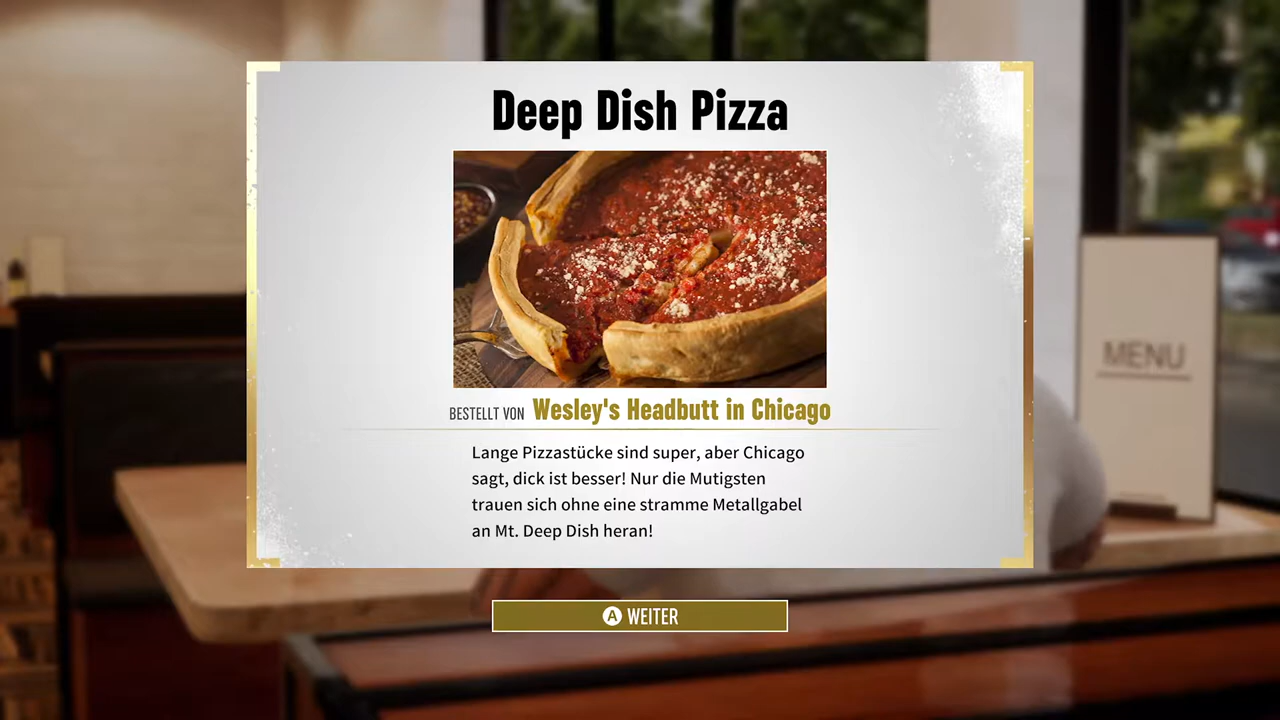 Deep Dish Pizza
BESTELLT VON Wesley's Headbutt in Chicago
Lange Pizzastücke sind super, aber Chicago
sagt, dick ist besser! Nur die Mutigsten
trauen sich ohne eine stramme Metallgabel
an Mt. Deep Dish heran!
MENU
A WEITER